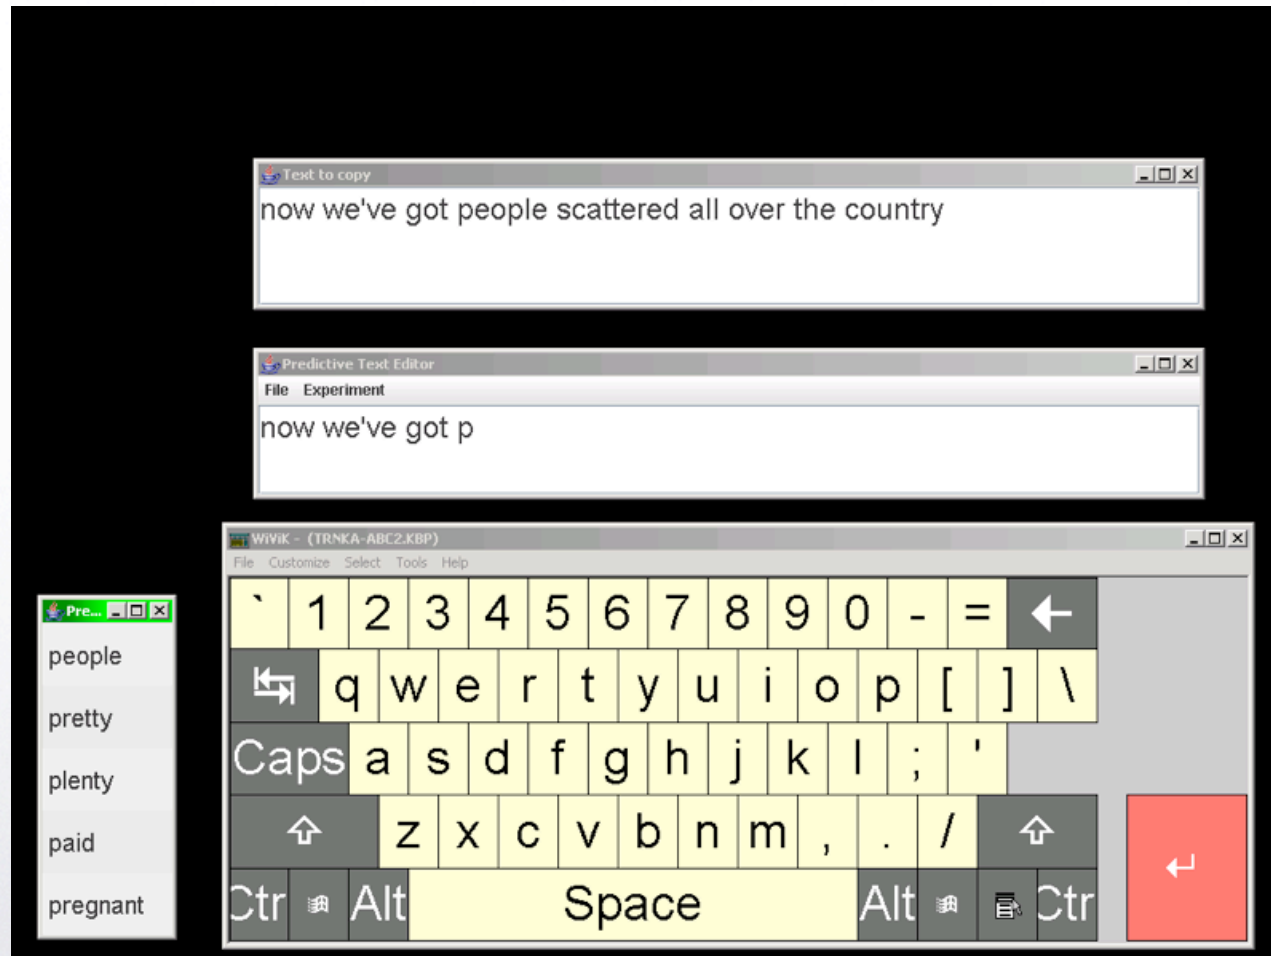 Text to copy
now we've got people scattered all over the country
Predictive Text Editor
File Experiment
now we've got p
WiViK - (TRNKA-ABC2.KBP)
File Customize Select Tools Help
Pre...
people
pretty
plenty
paid
pregnant
` 1 2 3 4 5 6 7 8 9 0 - =
q w e r t y u i o p [ ] \
Caps a s d f g h j k l ; '
z x c v b n m , . /
Ctr Alt Space Alt Ctr